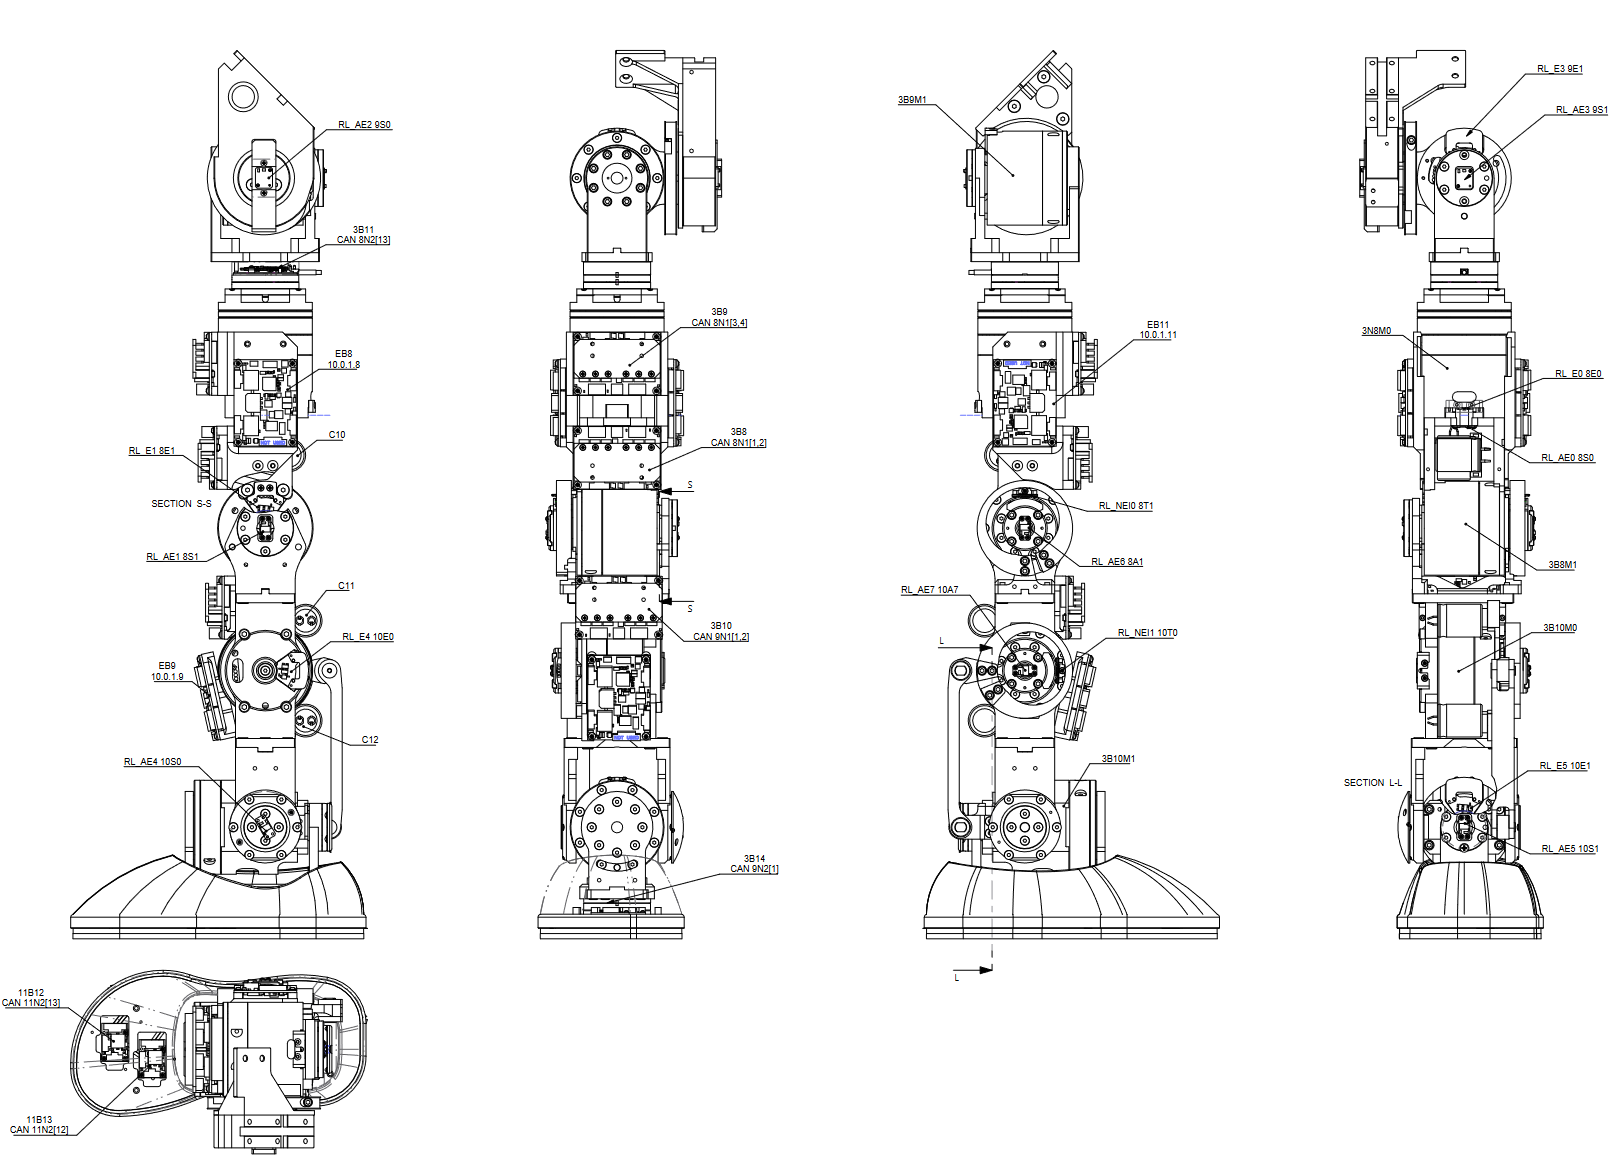 RL_AE2 9S0
3B11
CAN 8N2[13]
EB8
10.0.1.8
C10
RL_E1 8E1
SECTION S-S
RL_AE1 8S1
C11
RL_E4 10E0
EB9
10.0.1.9
C12
RL_AE4 10S0
3B9
CAN 8N1[3,4]
3B8
CAN 8N1[1,2]
S
S
3B10
CAN 9N1[1,2]
NOT USED
NOT USED
3B14
CAN 9N2[1]
3B9M1
EB11
10.0.1.11
RL_NEI0 8T1
RL_AE6 8A1
RL_AE7 10A7
RL_NEI1 10T0
L
3B10M1
L
RL_E3 9E1
RL_AE3 9S1
3N8M0
RL_E0 8E0
RL_AE0 8S0
3B8M1
3B10M0
SECTION L-L
RL_E5 10E1
RL_AE5 10S1
11B12
CAN 11N2[13]
11B13
CAN 11N2[12]